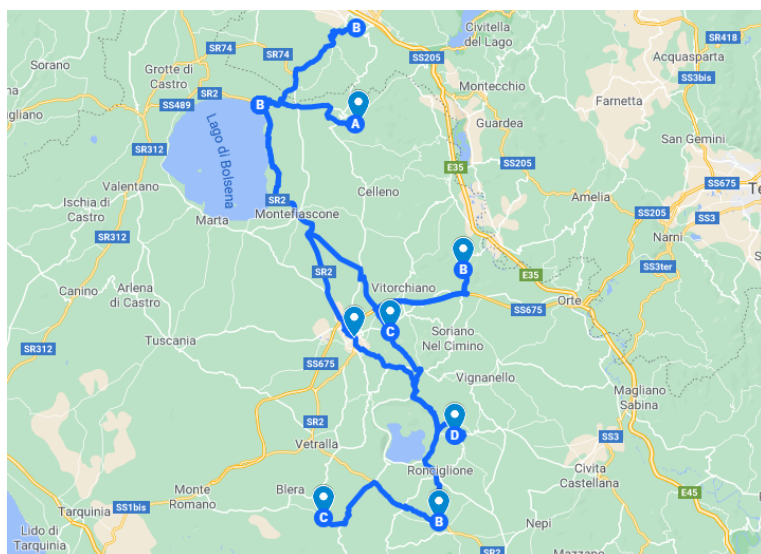 B
Civitella
del Lago
SR418
Acquasparta
SS3bis
Sorano
SR74
SR74
SS205
Grotte di
Castro
Montecchio
Farnetta
SS489
SR2
B
A
Guardea
San Gemini
Lago di Bolsena
SR312
E35
SS205
SS675
Te
Valentano
Celleno
Amelia
SS205
SS3
Ischia di
Castro
SR2
Montefiascone
Narni
Marta
SR312
SS3ter
B
SR2
E35
Canino
Arlena
di Castro
Vitorchiano
SS675
Orte
C
Soriano
Nel Cimino
SR312
Tuscania
SS675
Vignanello
Magliano
Sabina
SR2
D
SS3
Vetralla
Ronciglione
Civita
Castellana
Monte
Romano
Blera
E45
SS1bis
Tarquinia
C
B
Nepi
Lido di
Tarquinia
SR2
Mazzano